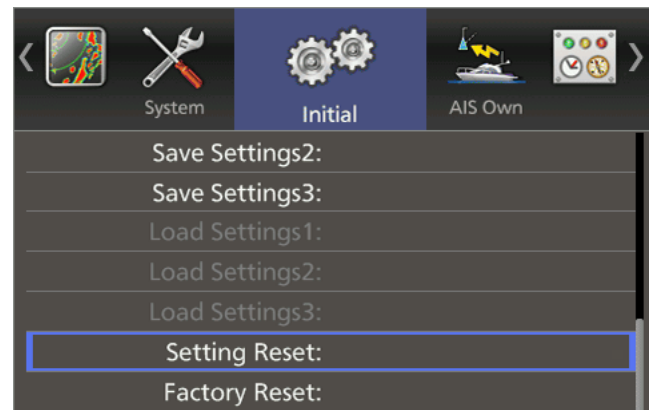 System
Initial
AIS Own
Save Settings2:
Save Settings3:
Load Settings1:
Load Settings2:
Load Settings3:
Setting Reset:
Factory Reset: